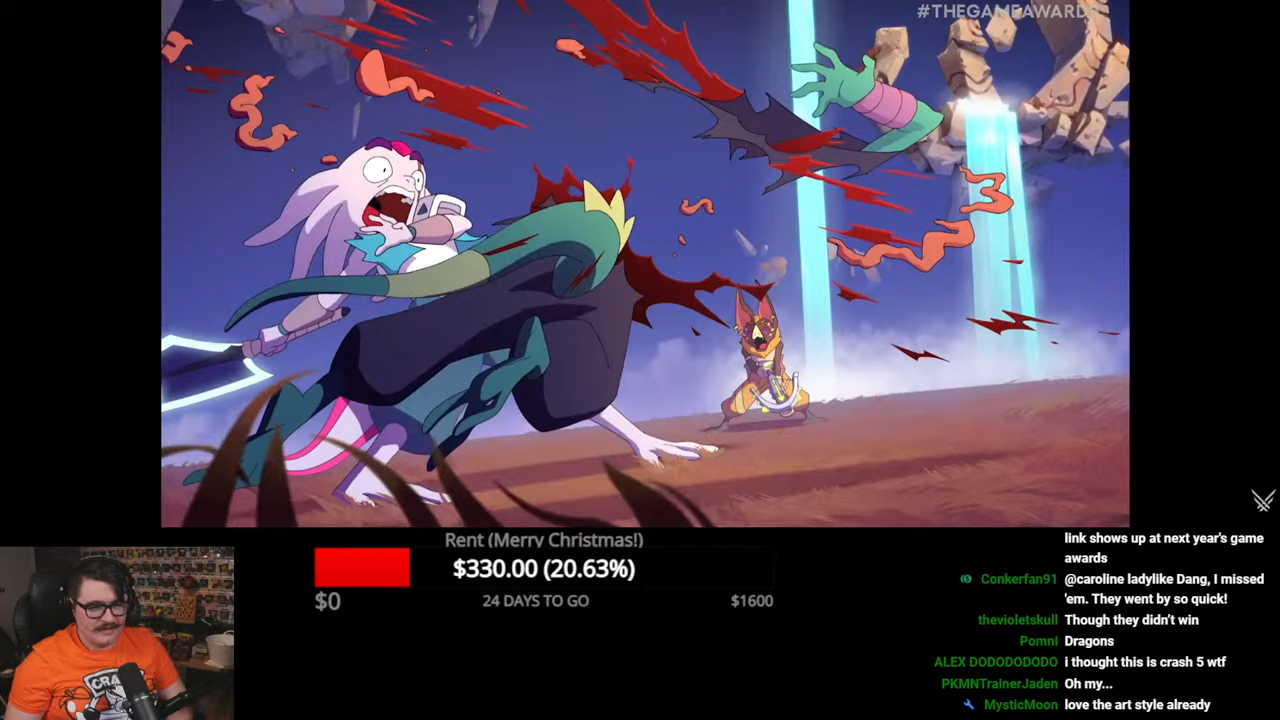 #THEGAMEAWARDS
Rent (Merry Christmas!)
$330.00 (20.63%)
$0
24 DAYS TO GO
$1600
link shows up at next year's game
awards
Conkerfan91 @caroline ladylike Dang, I missed
'em. They went by so quick!
thevioletskull Though they didn't win
Pomnl Dragons
ALEX DODODODODO i thought this is crash 5 wtf
PKMNTrainerJaden Oh my...
MysticMoon love the art style already
CRA